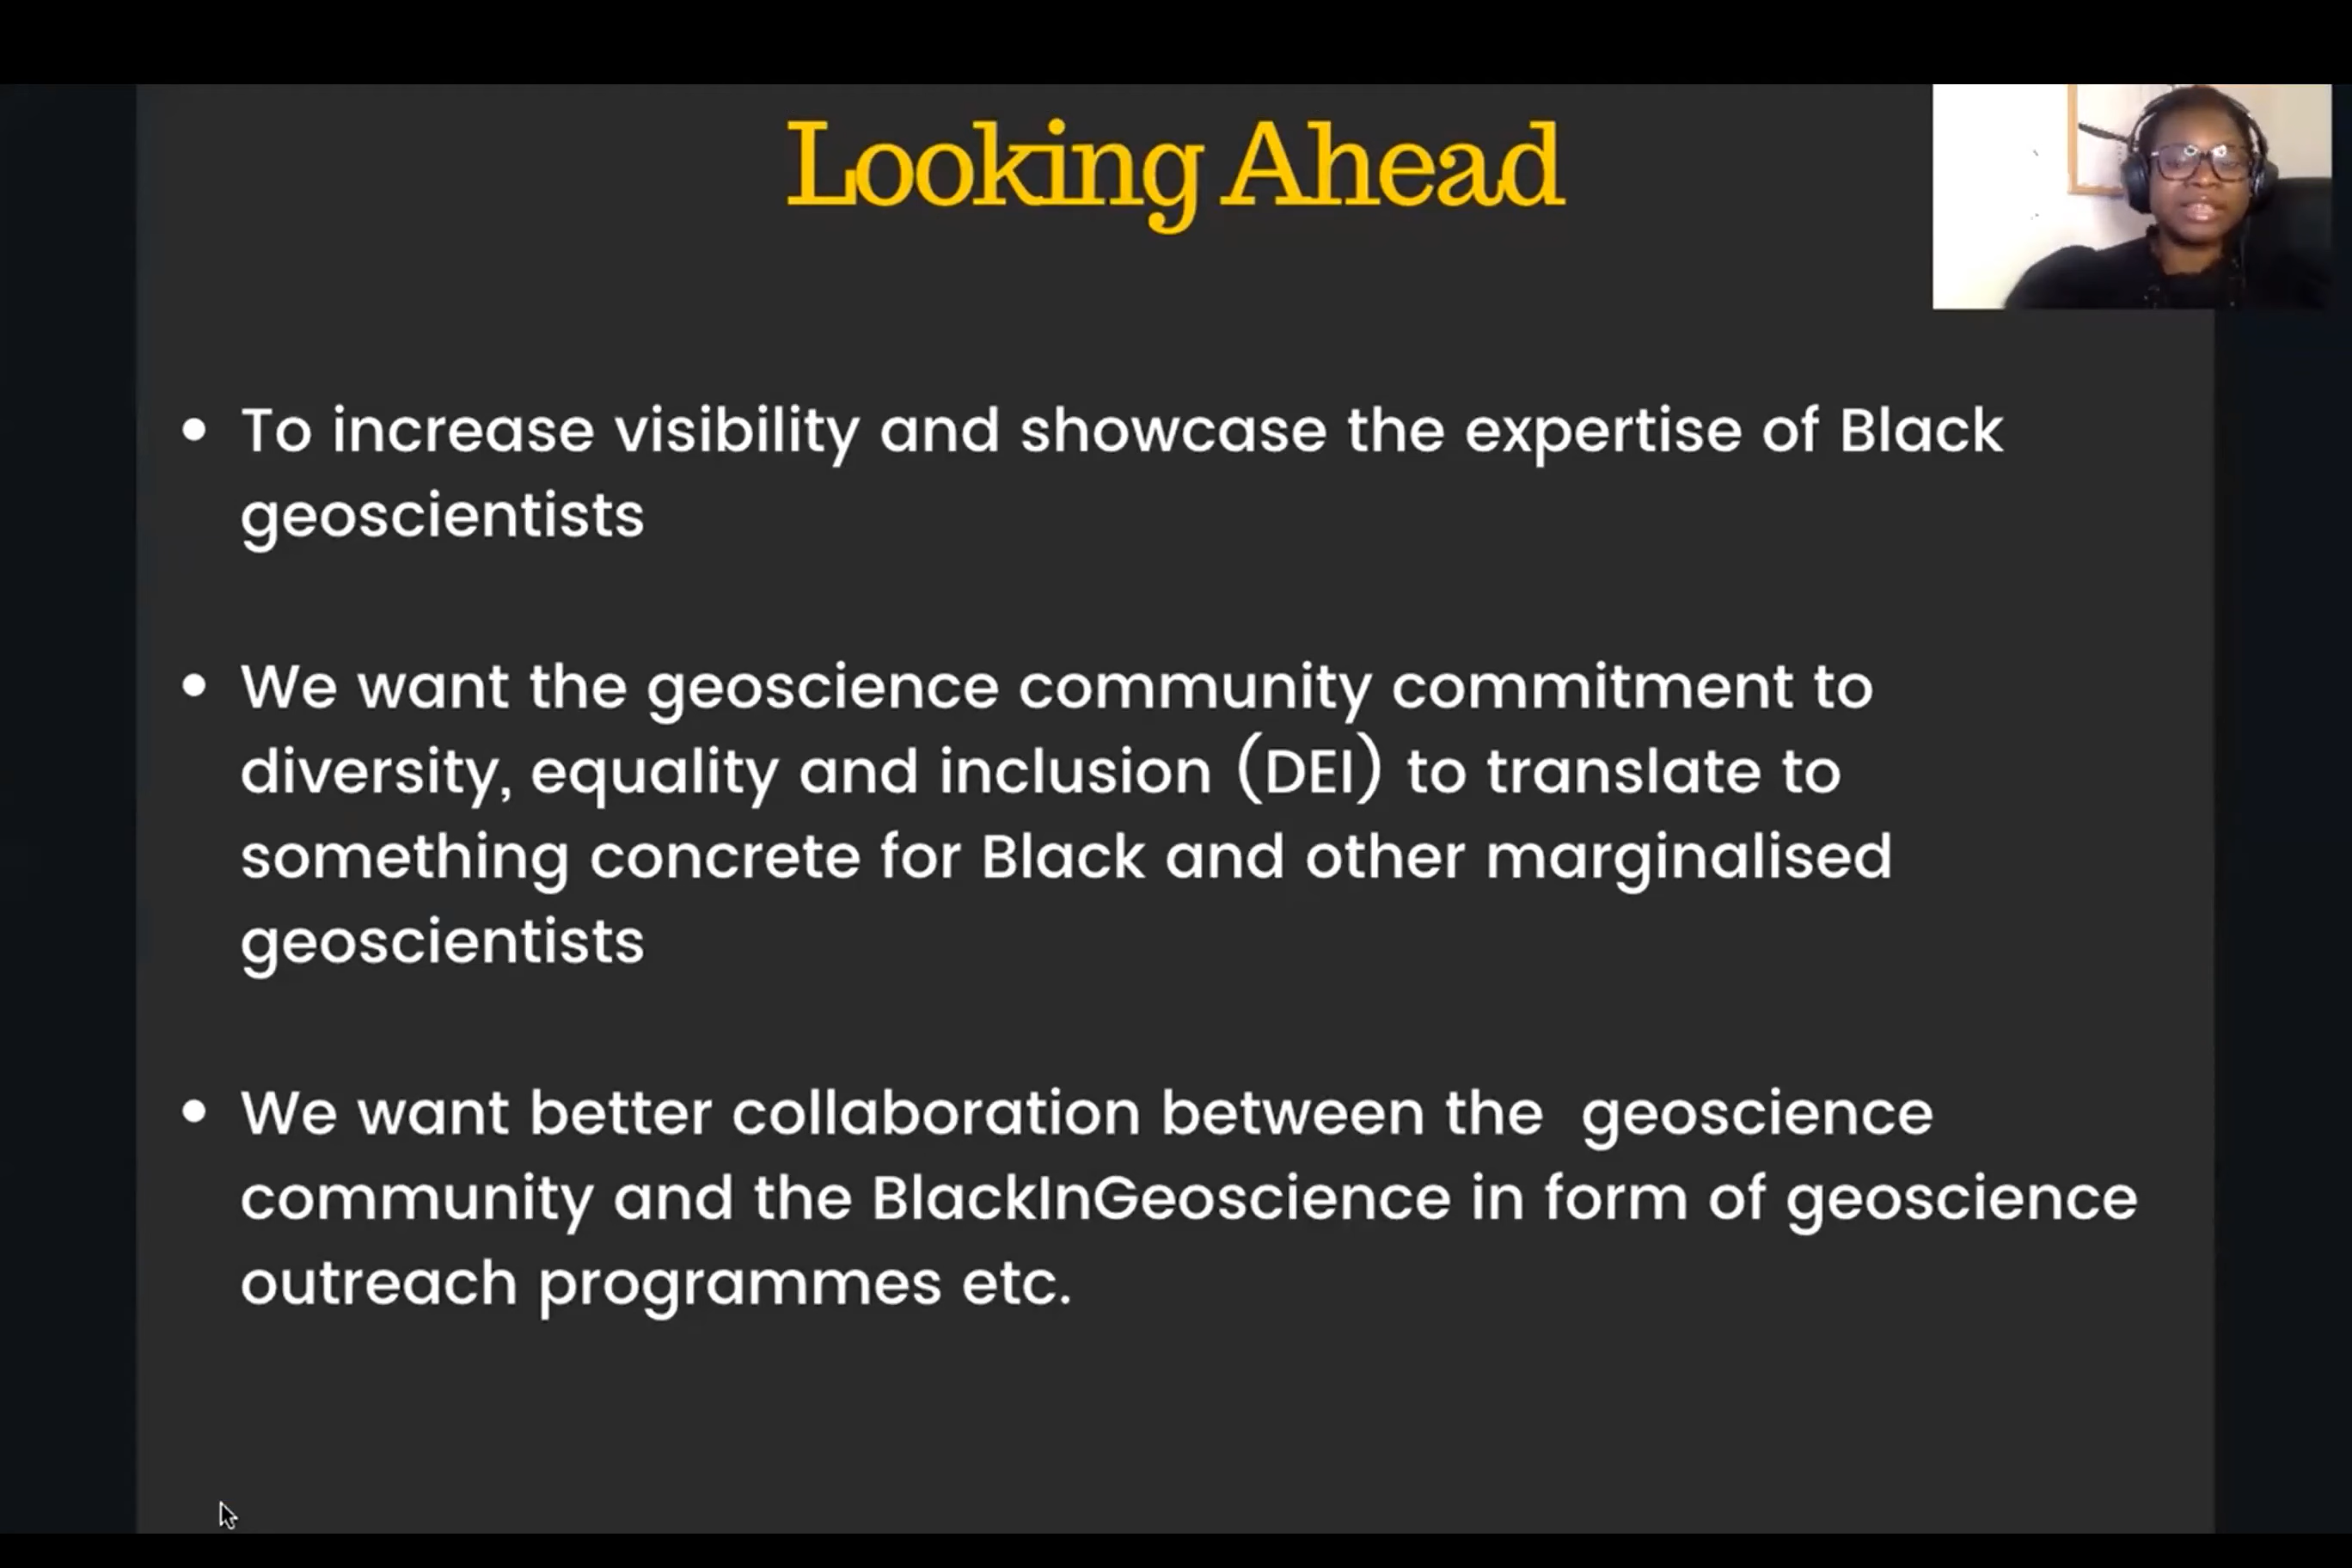 Looking Ahead
• To increase visibility and showcase the expertise of Black
geoscientists
• We want the geoscience community commitment to
diversity, equality and inclusion (DEI) to translate to
something concrete for Black and other marginalised
geoscientists
• We want better collaboration between the  geoscience
community and the BlackInGeoscience in form of geoscience
outreach programmes etc.